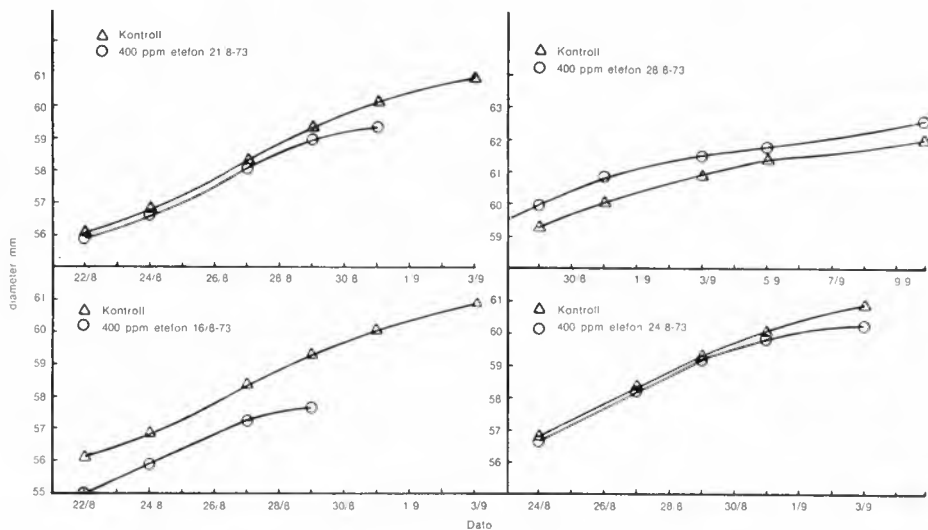 Kontroll
400 ppm etefon 21 8-73
61
60
59
58
57
56
22/8 24/8 26/8 28 8 30/8 1 9 3/9
Kontroll
400 ppm etefon 28 8-73
63
62
61
60
59
30/8 1 9 3/9 5 9 7/9 9 9
diameter mm
Kontroll
400 ppm etefon 16/8-73
61
60
59
58
57
56
55
22/8 24 8 26/8 28/8 30/8 1/9 3/9
Kontroll
400 ppm etefon 24 8-73
61
60
59
58
57
56
24/8 26/8 28/8 30/8 1/9 3/9
Dato